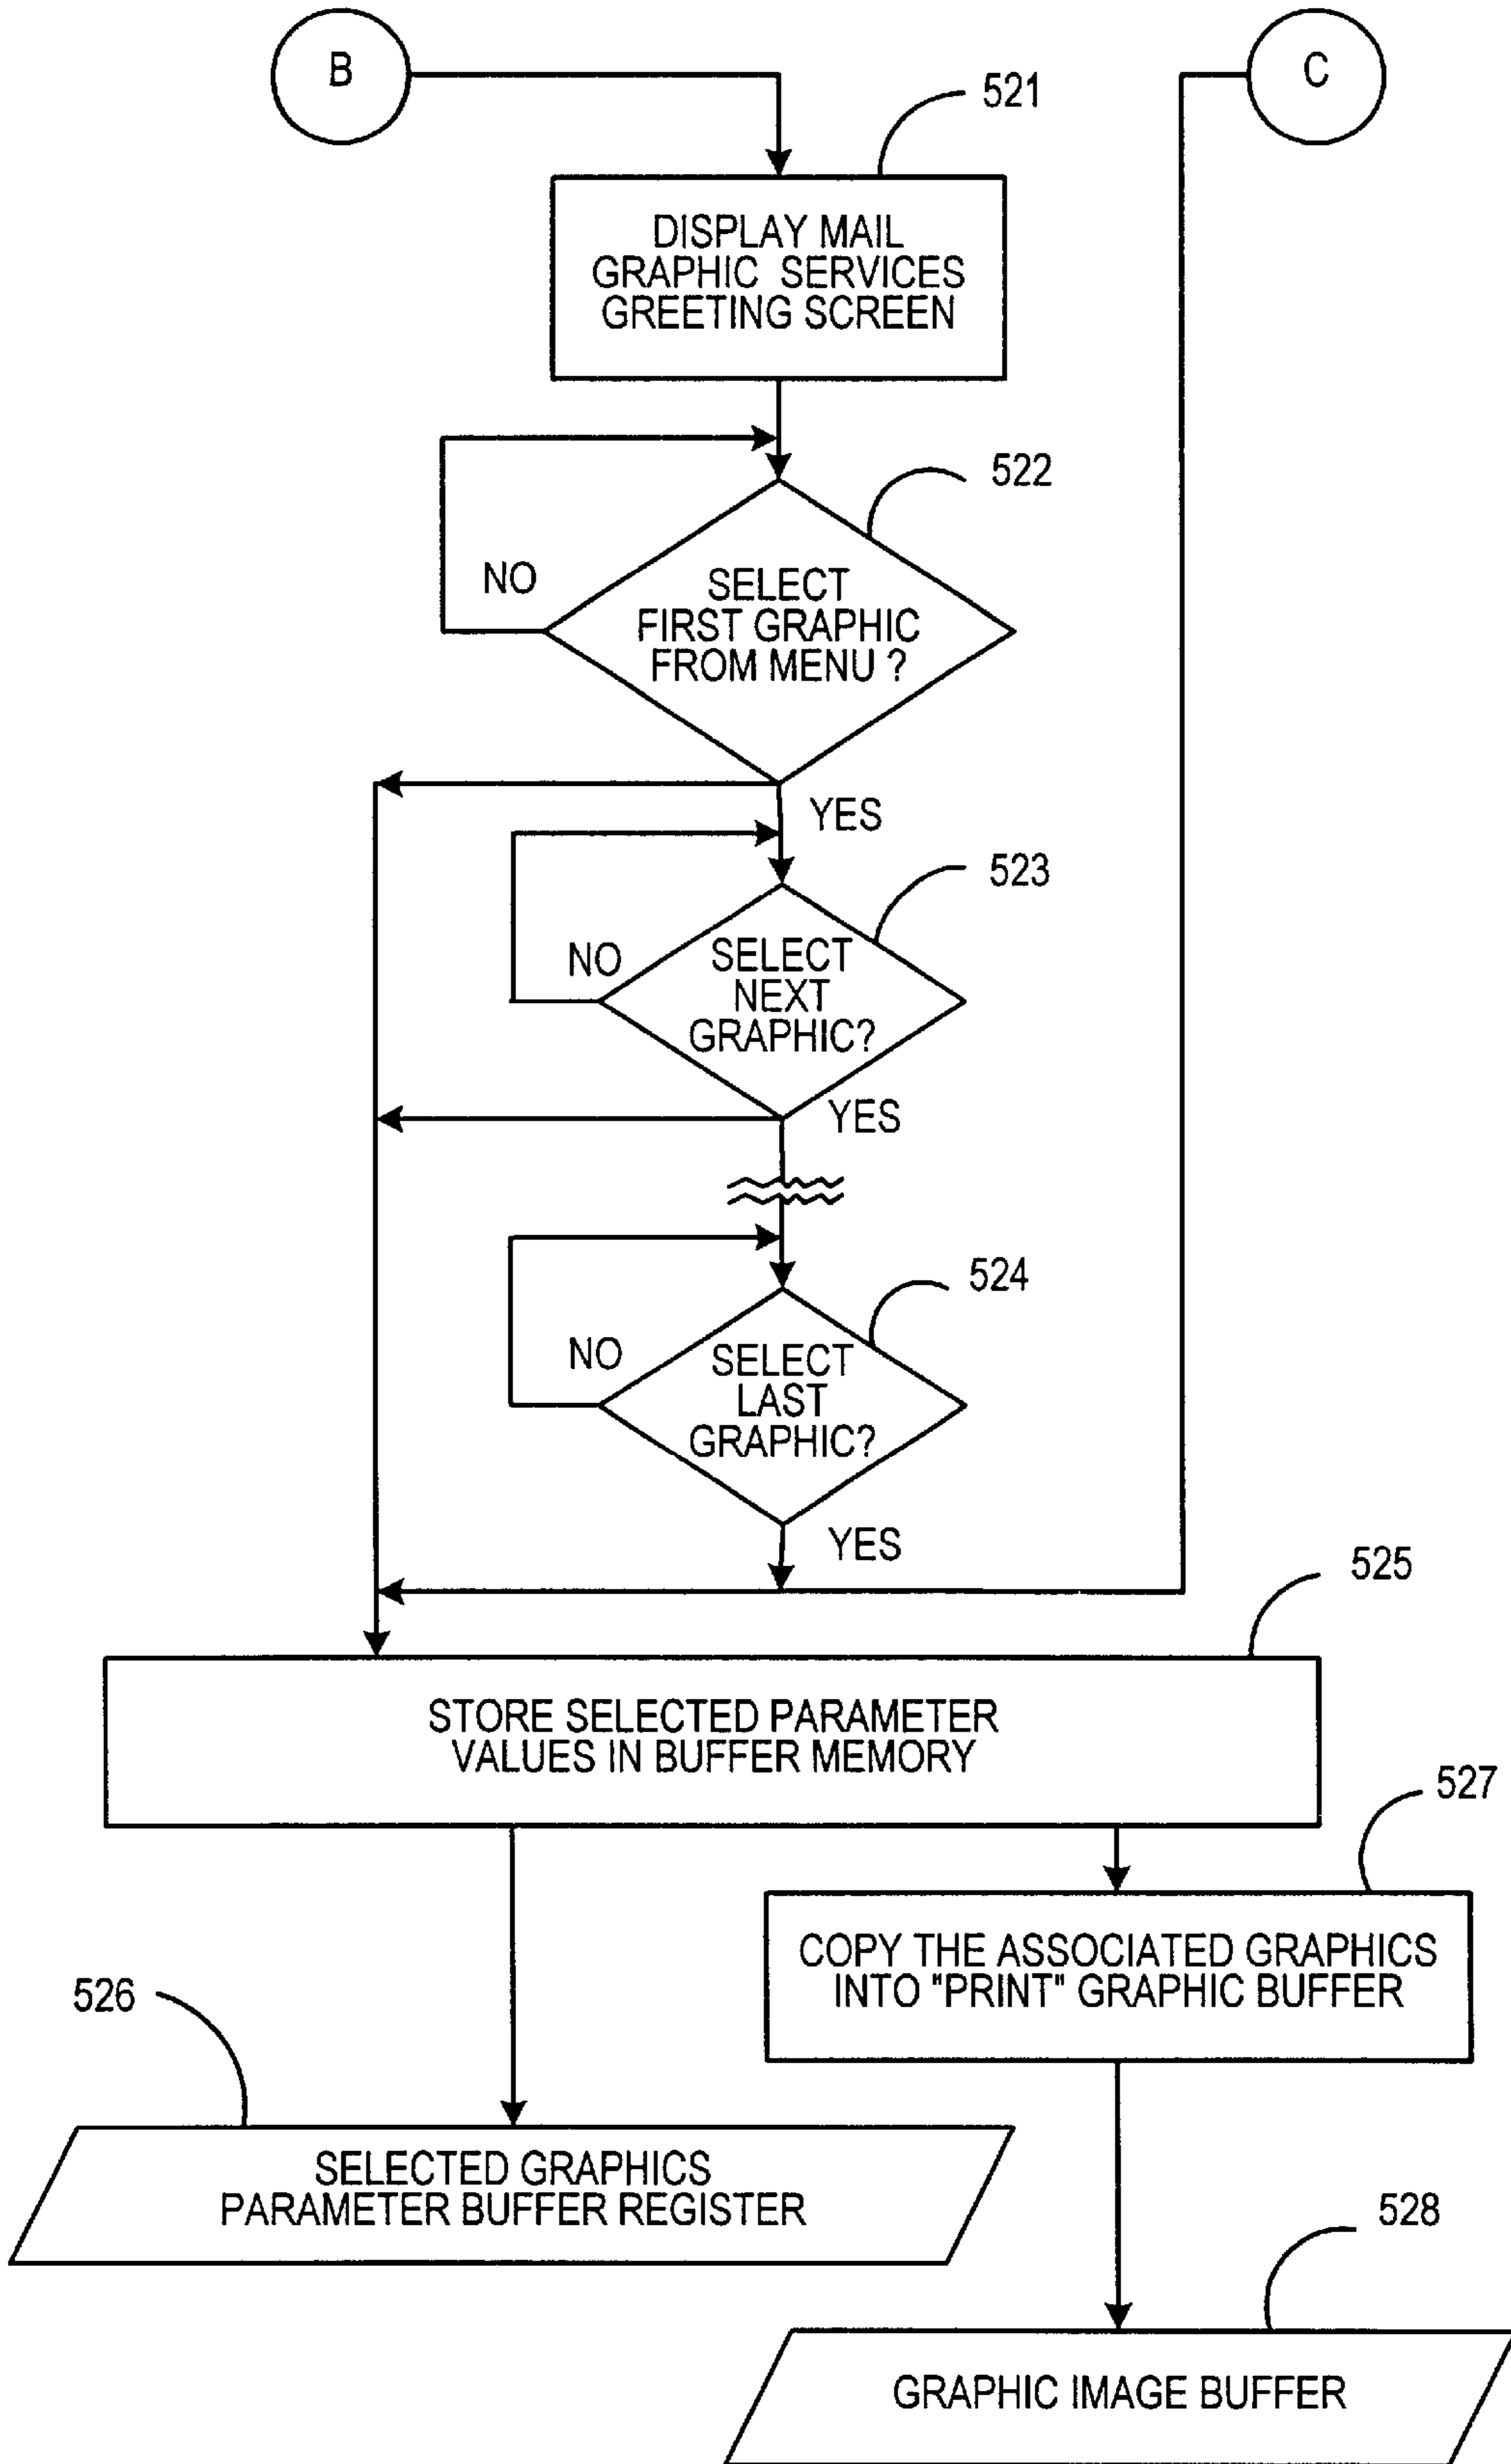 B
C
521
DISPLAY MAIL
GRAPHIC SERVICES
GREETING SCREEN
522
NO
SELECT
FIRST GRAPHIC
FROM MENU ?
YES
523
NO
SELECT
NEXT
GRAPHIC?
YES
524
NO
SELECT
LAST
GRAPHIC?
YES
525
STORE SELECTED PARAMETER
VALUES IN BUFFER MEMORY
527
COPY THE ASSOCIATED GRAPHICS
INTO "PRINT" GRAPHIC BUFFER
526
SELECTED GRAPHICS
PARAMETER BUFFER REGISTER
528
GRAPHIC IMAGE BUFFER